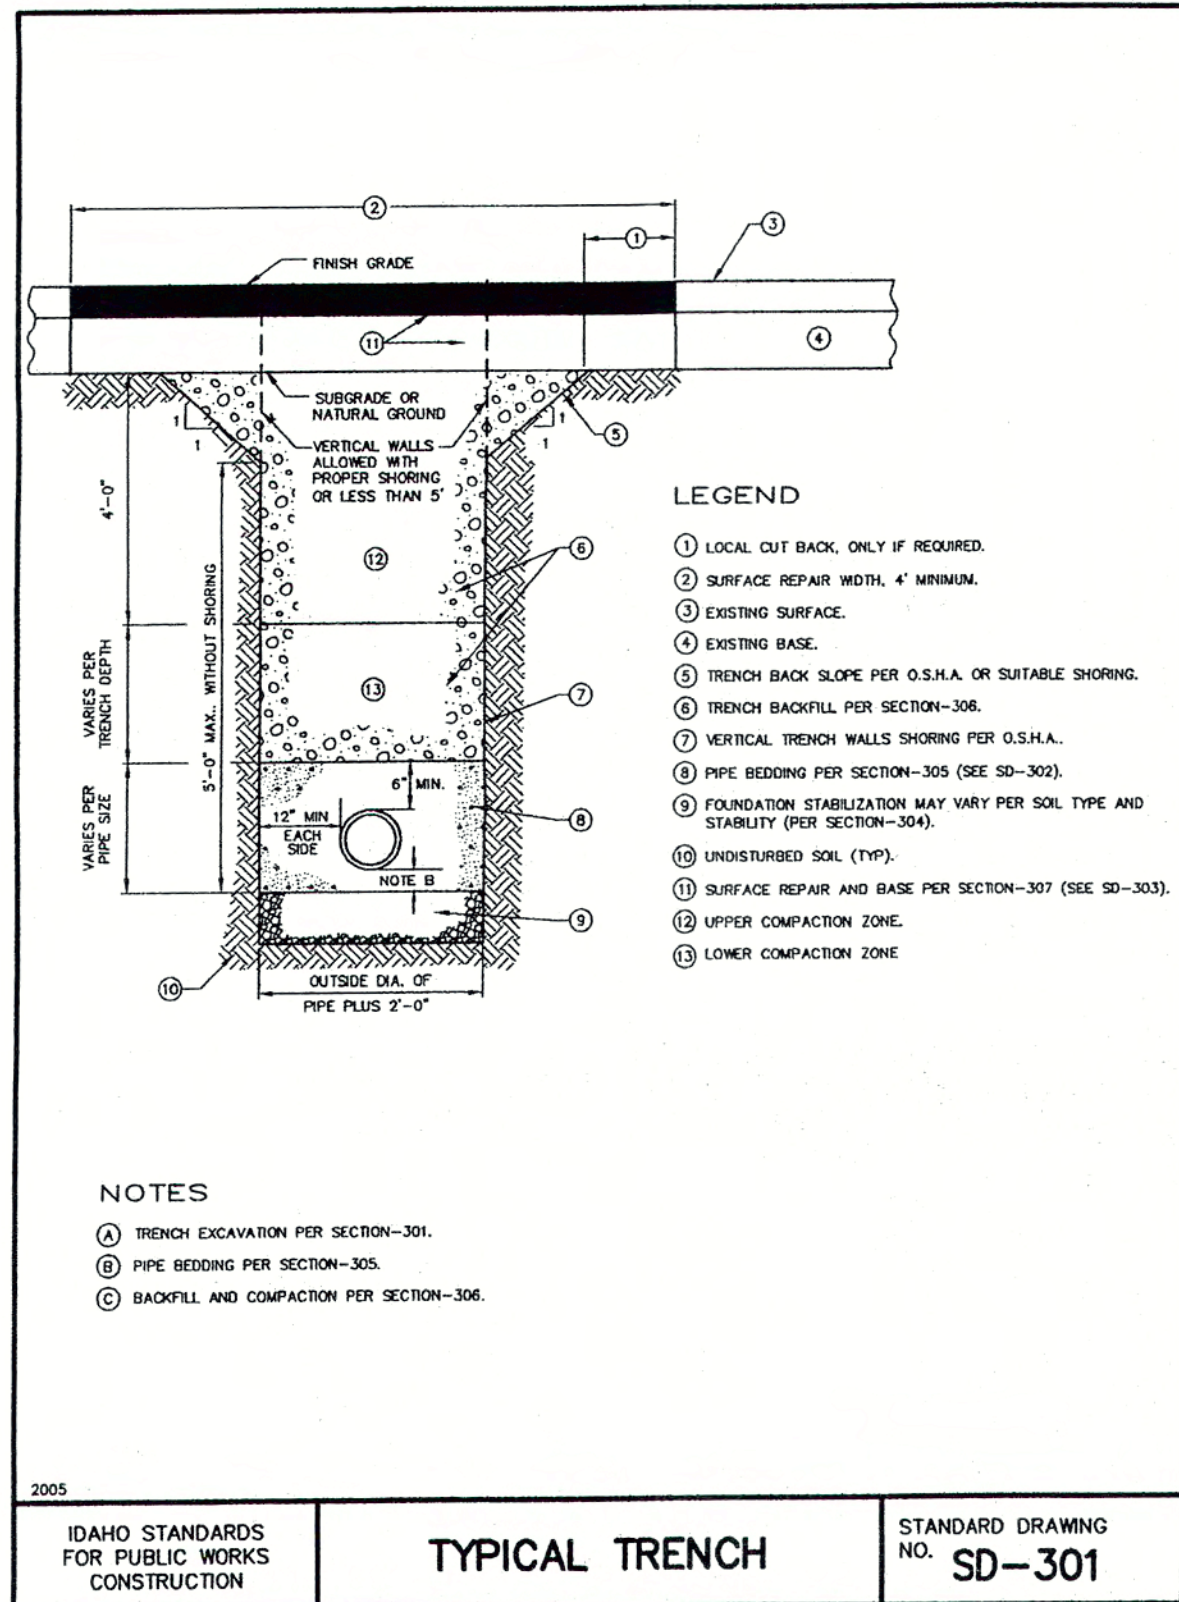 2
1
3
FINISH GRADE
11
4
SUBGRADE OR
NATURAL GROUND
1
1
1
1
5
VERTICAL WALLS
ALLOWED WITH
PROPER SHORING
OR LESS THAN 5'
4'-0"
12
6
5'-0" MAX.. WITHOUT SHORING
VARIES PER
TRENCH DEPTH
13
7
6" MIN.
12" MIN
EACH
SIDE
8
VARIES PER
PIPE SIZE
NOTE B
9
10
OUTSIDE DIA. OF
PIPE PLUS 2'-0"
LEGEND
1 LOCAL CUT BACK, ONLY IF REQUIRED.
2 SURFACE REPAIR WIDTH, 4' MINIMUM.
3 EXISTING SURFACE.
4 EXISTING BASE.
5 TRENCH BACK SLOPE PER O.S.H.A. OR SUITABLE SHORING.
6 TRENCH BACKFILL PER SECTION-306.
7 VERTICAL TRENCH WALLS SHORING PER O.S.H.A..
8 PIPE BEDDING PER SECTION-305 (SEE SD-302).
9 FOUNDATION STABILIZATION MAY VARY PER SOIL TYPE AND
STABILITY (PER SECTION-304).
10 UNDISTURBED SOIL (TYP).
11 SURFACE REPAIR AND BASE PER SECTION-307 (SEE SD-303).
12 UPPER COMPACTION ZONE.
13 LOWER COMPACTION ZONE
NOTES
A TRENCH EXCAVATION PER SECTION-301.
B PIPE BEDDING PER SECTION-305.
C BACKFILL AND COMPACTION PER SECTION-306.
2005
IDAHO STANDARDS
FOR PUBLIC WORKS
CONSTRUCTION
TYPICAL TRENCH
STANDARD DRAWING
NO. SD-301